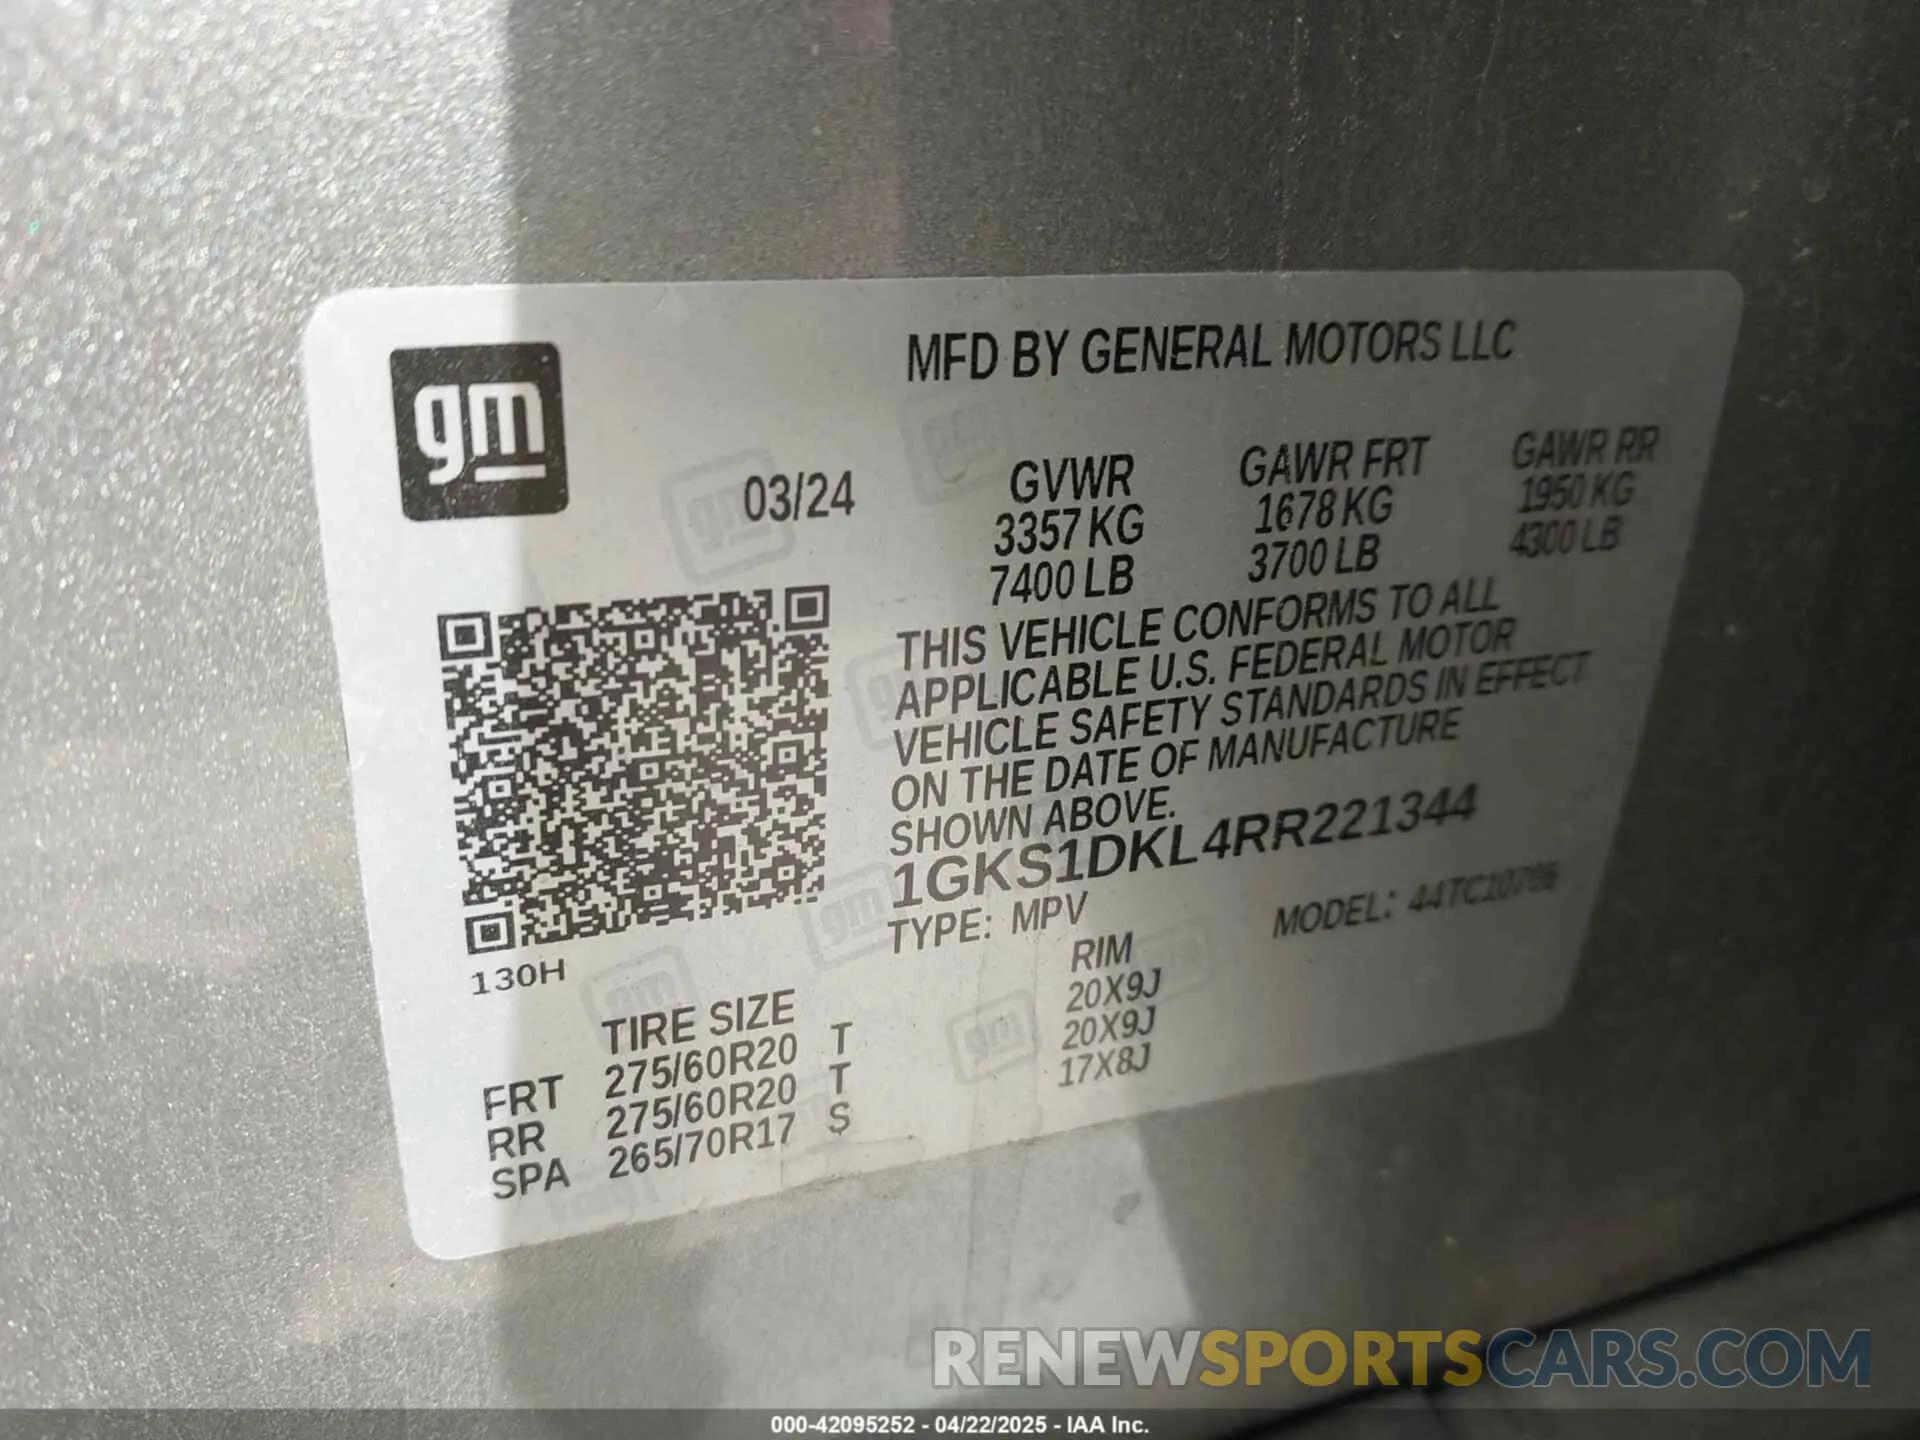 gm
MFD BY GENERAL MOTORS LLC
03/24
GVWR GAWR FRT GAWR RR
3357 KG 1678 KG 1950 KG
7400 LB 3700 LB 4300 LB
THIS VEHICLE CONFORMS TO ALL
APPLICABLE U.S. FEDERAL MOTOR
VEHICLE SAFETY STANDARDS IN EFFECT
ON THE DATE OF MANUFACTURE
SHOWN ABOVE.
1GKS1DKL4RR221344
TYPE: MPV MODEL: 44TC10706
130H
TIRE SIZE RIM
FRT 275/60R20 T 20X9J
RR 275/60R20 T 20X9J
SPA 265/70R17 S 17X8J
RENEWSPORTSCARS.COM
000-42095252 - 04/22/2025 - IAA Inc.